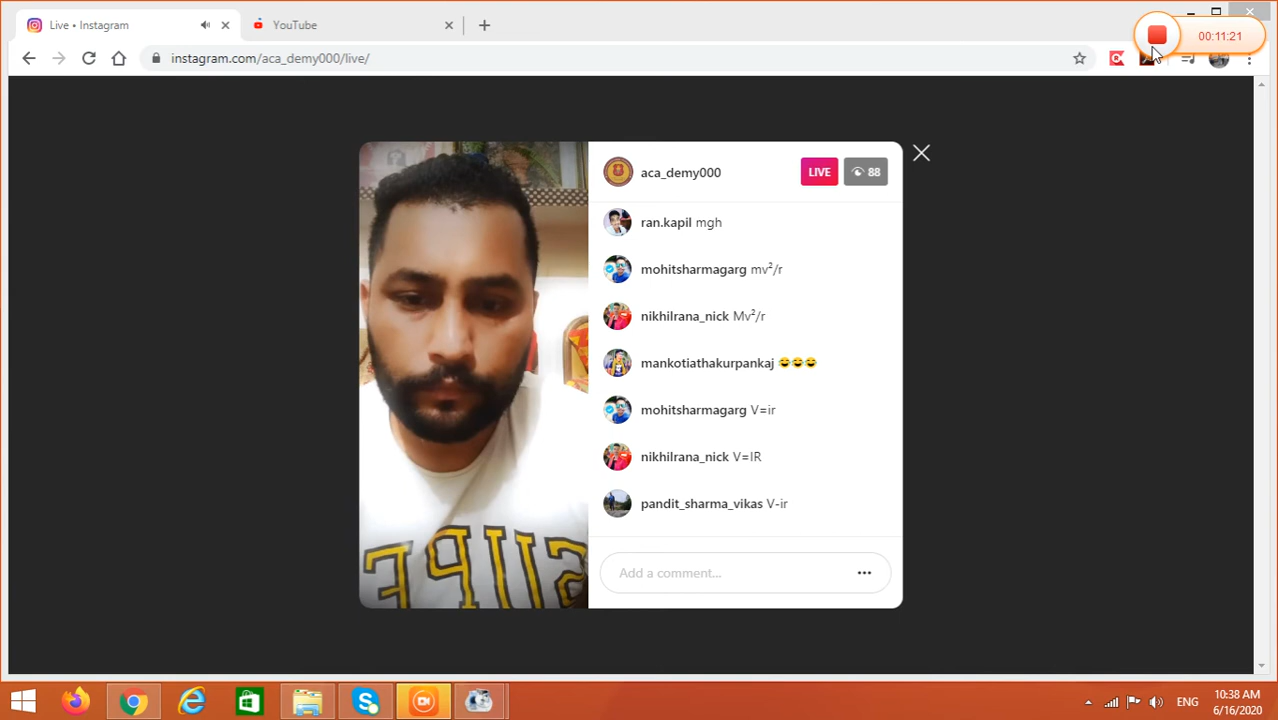 Live • Instagram
YouTube
00:11:21
instagram.com/aca_demy000/live/
aca_demy000
LIVE
88
ran.kapil mgh
mohitsharmagarg mv²/r
nikhilrana_nick Mv²/r
mankotiathakurpankaj 😂😂😂
mohitsharmagarg V=ir
nikhilrana_nick V=IR
pandit_sharma_vikas V-ir
Add a comment...
SUPE
ENG
10:38 AM
6/16/2020